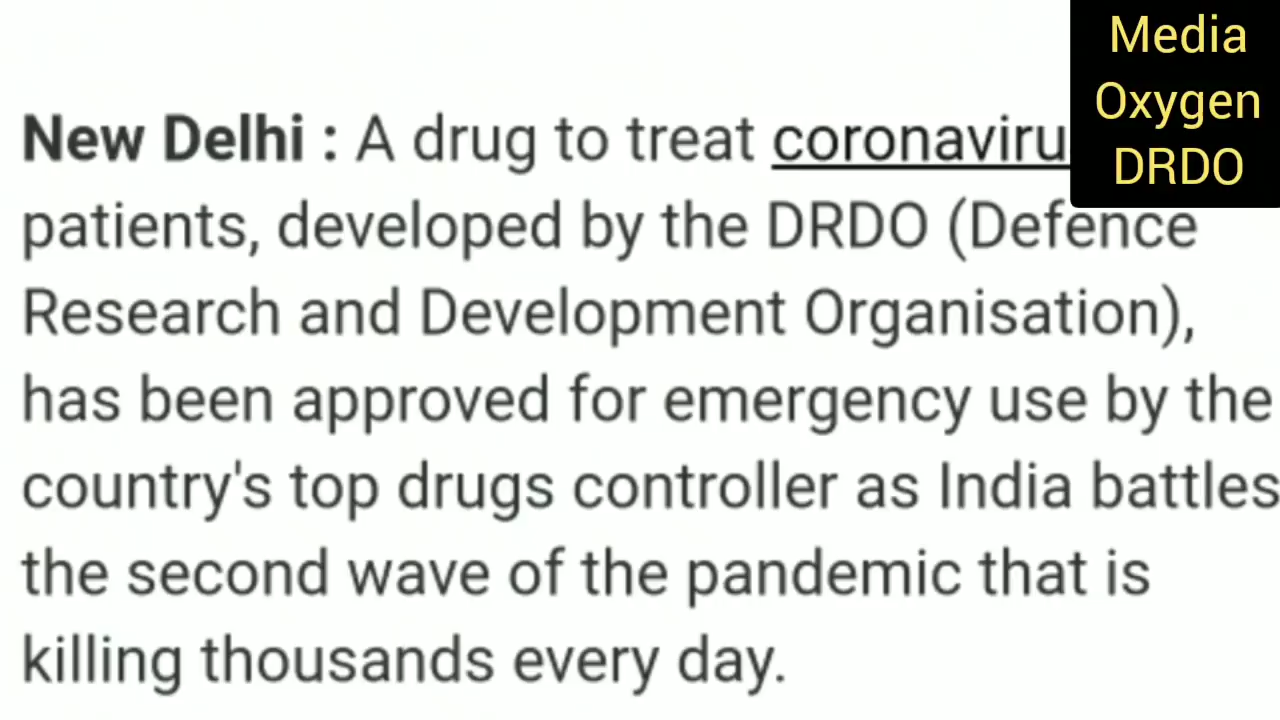 Media
Oxygen
DRDO
New Delhi : A drug to treat coronaviru
patients, developed by the DRDO (Defence
Research and Development Organisation),
has been approved for emergency use by the
country's top drugs controller as India battles
the second wave of the pandemic that is
killing thousands every day.